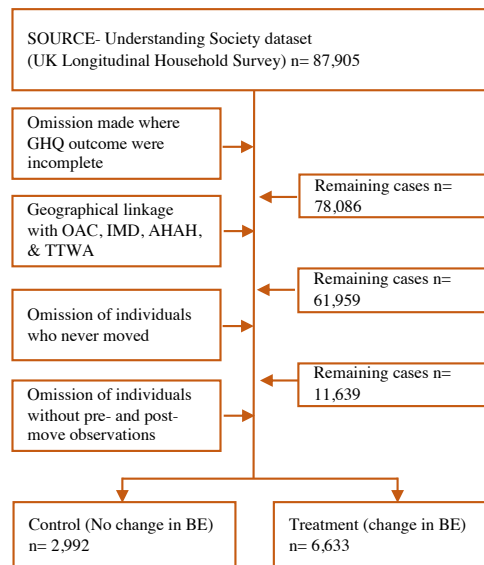 SOURCE- Understanding Society dataset
(UK Longitudinal Household Survey) n= 87,905
Omission made where
GHQ outcome were
incomplete
Remaining cases n=
78,086
Geographical linkage
with OAC, IMD, AHAH,
& TTWA
Remaining cases n=
61,959
Omission of individuals
who never moved
Remaining cases n=
11,639
Omission of individuals
without pre- and post-
move observations
Control (No change in BE)
n= 2,992
Treatment (change in BE)
n= 6,633